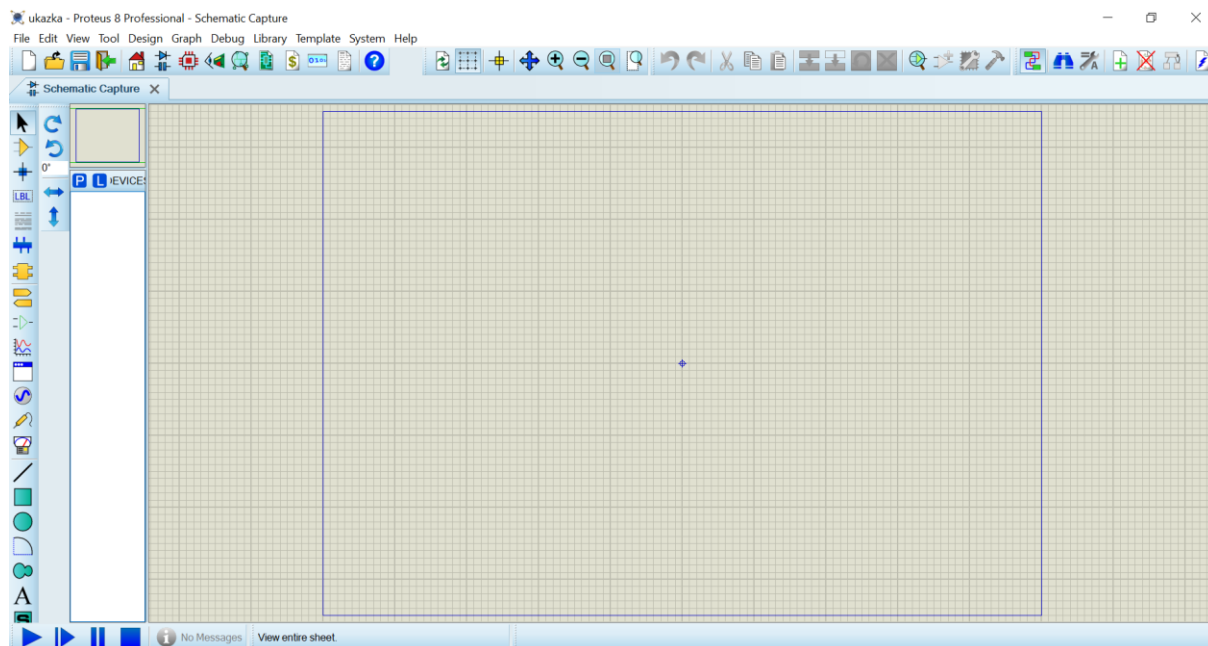 ukazka - Proteus 8 Professional - Schematic Capture
File Edit View Tool Design Graph Debug Library Template System Help
$ 0101 ?
Schematic Capture X
0°
P L EVICES
LBL
A
S
No Messages View entire sheet.